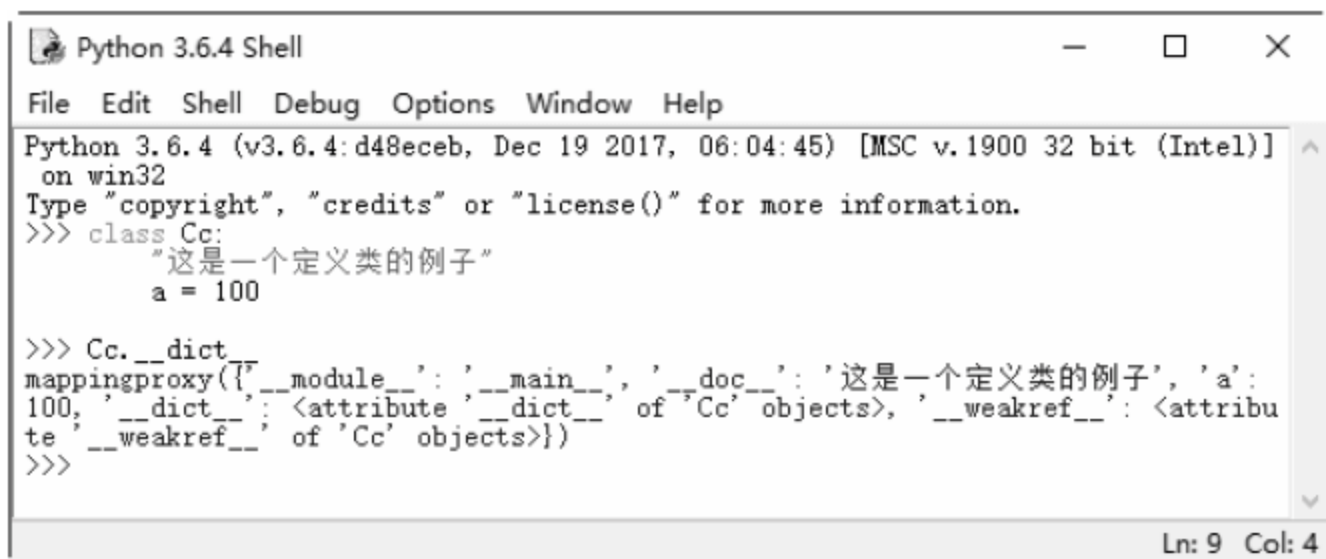 Python 3.6.4 Shell
File Edit Shell Debug Options Window Help
Python 3.6.4 (v3.6.4:d48eceb, Dec 19 2017, 06:04:45) [MSC v.1900 32 bit (Intel)]
 on win32
Type "copyright", "credits" or "license()" for more information.
>>> class Cc:
        "这是一个定义类的例子"
        a = 100

>>> Cc.__dict__
mappingproxy({'__module__': '__main__', '__doc__': '这是一个定义类的例子', 'a':
100, '__dict__': <attribute '__dict__' of 'Cc' objects>, '__weakref__': <attribu
te '__weakref__' of 'Cc' objects>})
>>>
Ln: 9 Col: 4